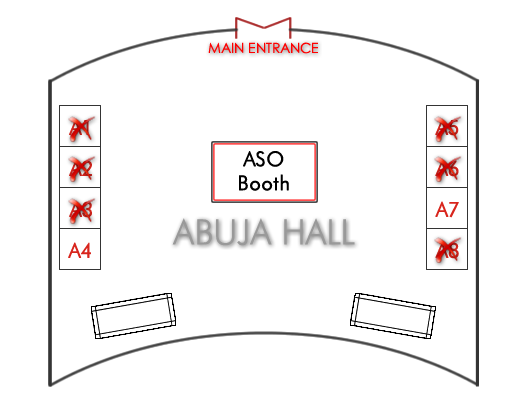 MAIN ENTRANCE
A1
A5
ASO
Booth
A2
A6
A3
A7
ABUJA HALL
A4
A8